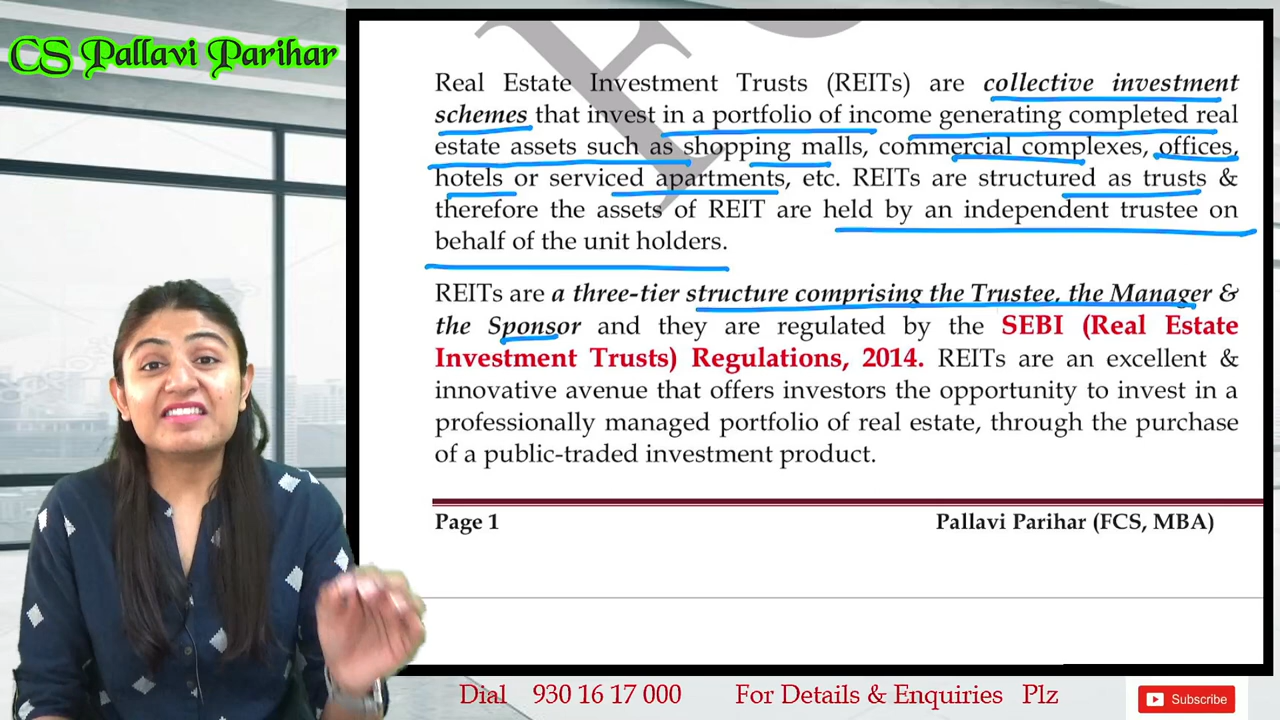 CS Pallavi Parihar
Real Estate Investment Trusts (REITs) are collective investment
schemes that invest in a portfolio of income generating completed real
estate assets such as shopping malls, commercial complexes, offices,
hotels or serviced apartments, etc. REITs are structured as trusts &
therefore the assets of REIT are held by an independent trustee on
behalf of the unit holders.
REITs are a three-tier structure comprising the Trustee, the Manager &
the Sponsor and they are regulated by the SEBI (Real Estate
Investment Trusts) Regulations, 2014. REITs are an excellent &
innovative avenue that offers investors the opportunity to invest in a
professionally managed portfolio of real estate, through the purchase
of a public-traded investment product.
Page 1 Pallavi Parihar (FCS, MBA)
Dial 930 16 17 000 For Details & Enquiries Plz
Subscribe